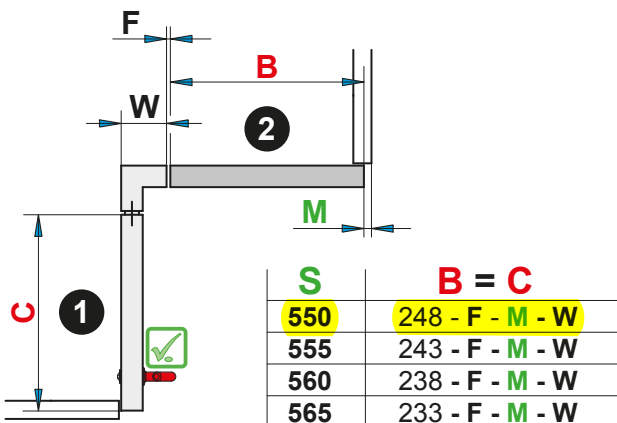 F
B
W
2
M
C
1
S B = C
550 248 - F - M - W
555 243 - F - M - W
560 238 - F - M - W
565 233 - F - M - W